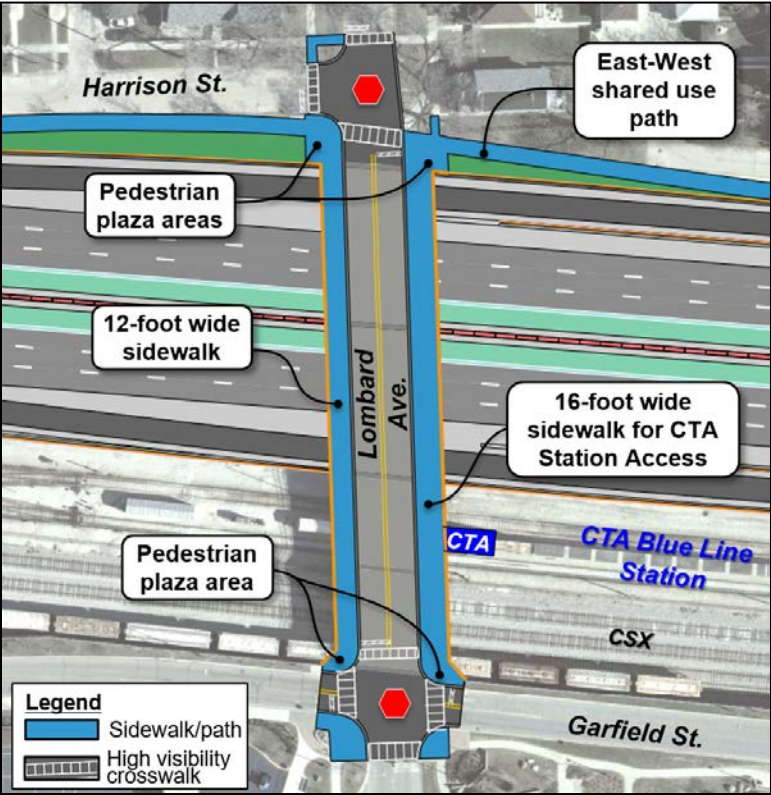 Harrison St.
East-West
shared use
path
Pedestrian
plaza areas
12-foot wide
sidewalk
Lombard
Ave.
16-foot wide
sidewalk for CTA
Station Access
CTA
CTA Blue Line
Station
Pedestrian
plaza area
CSX
Garfield St.
Legend
Sidewalk/path
High visibility
crosswalk